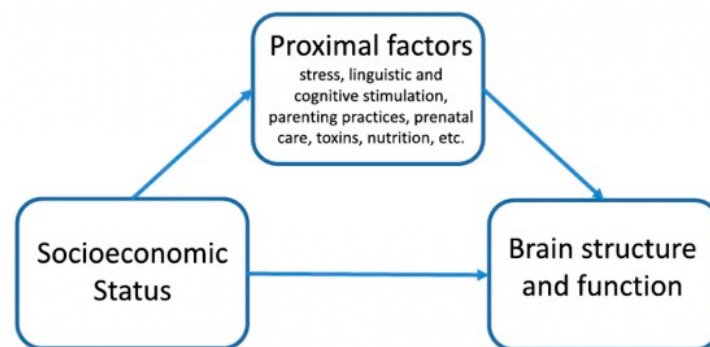 Proximal factors
stress, linguistic and
cognitive stimulation,
parenting practices, prenatal
care, toxins, nutrition, etc.
Socioeconomic
Status
Brain structure
and function